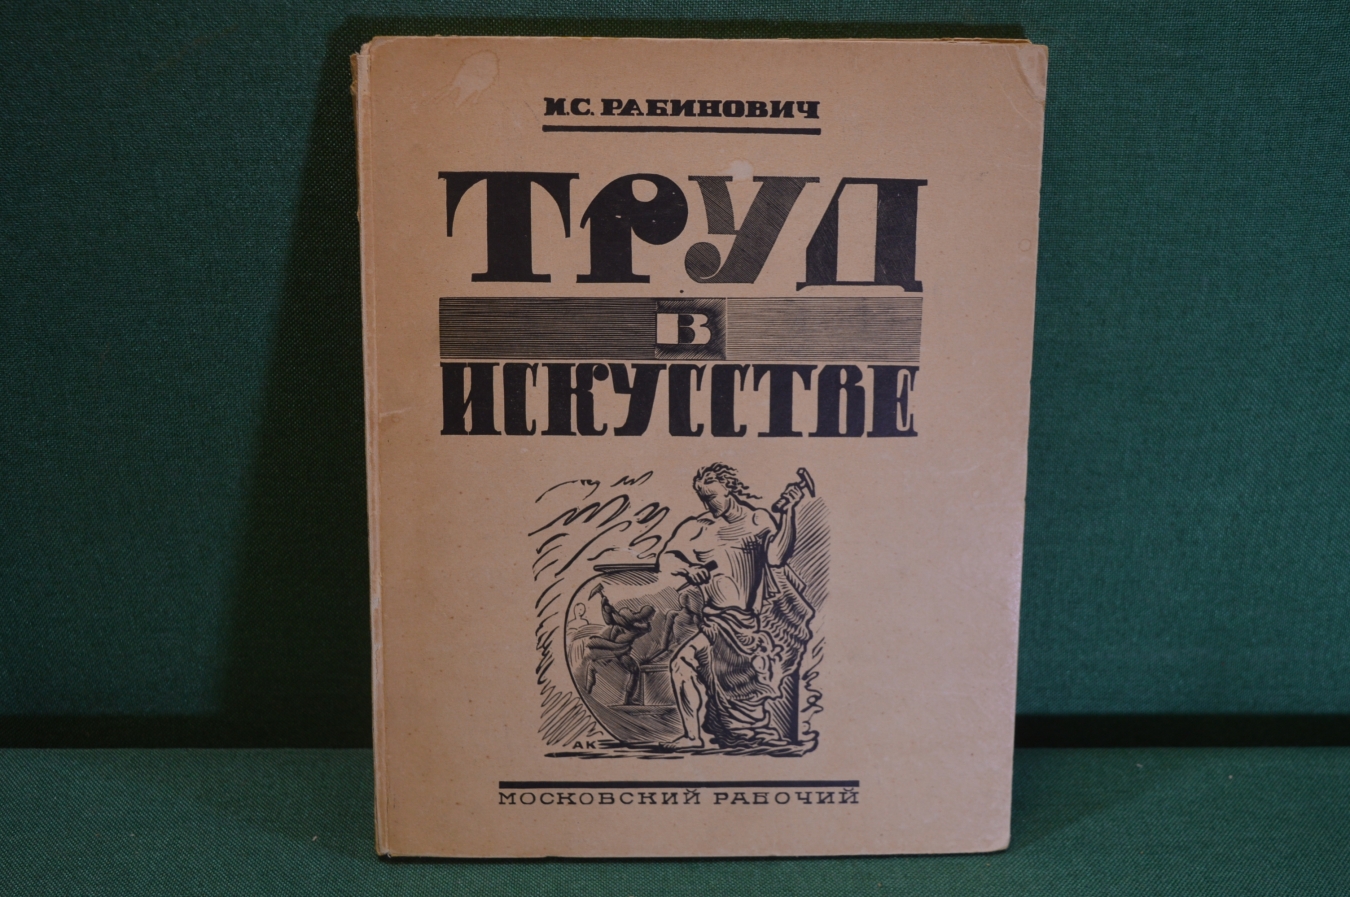 И.С. РАБИНОВИЧ
ТРУД
В
ИСКУССТВЕ
АК
МОСКОВСКИЙ РАБОЧИЙ